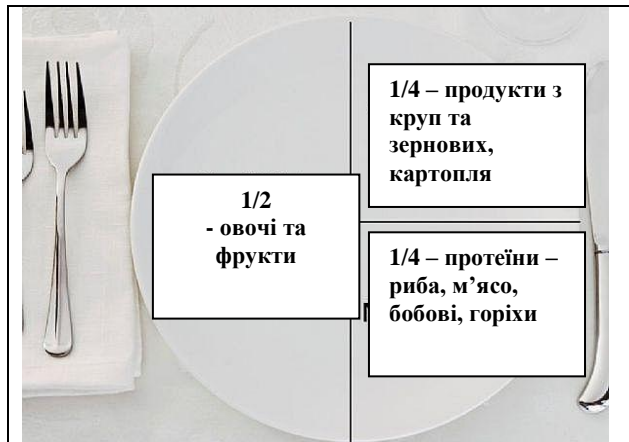 1/2
- овочі та
фрукти
1/4 – продукти з
круп та
зернових,
картопля
1/4 – протеїни –
риба, м’ясо,
бобові, горіхи